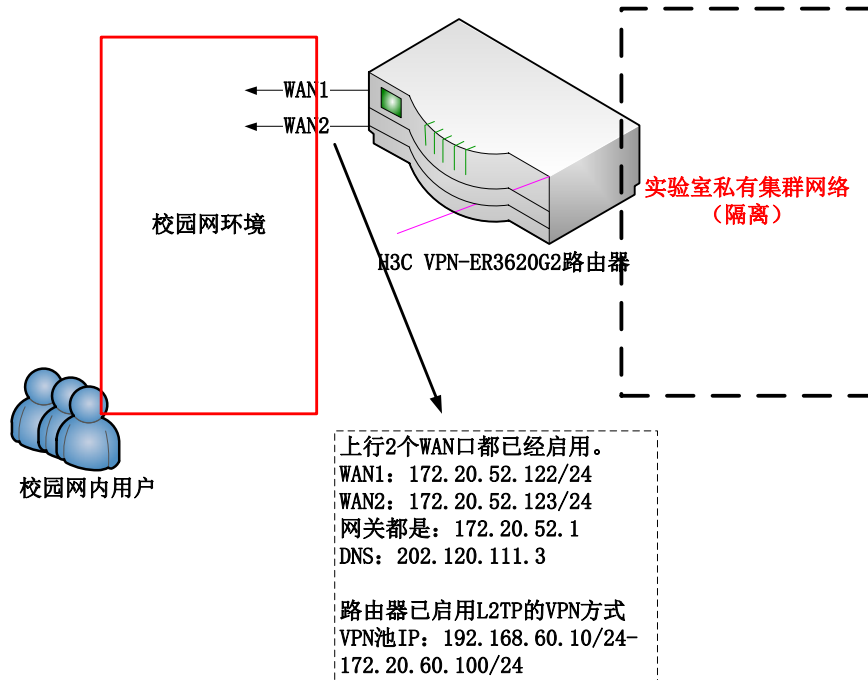 WAN1
WAN2
校园网环境
实验室私有集群网络
（隔离）
H3C VPN-ER3620G2路由器
校园网内用户
上行2个WAN口都已经启用。
WAN1：172.20.52.122/24
WAN2：172.20.52.123/24
网关都是：172.20.52.1
DNS：202.120.111.3
路由器已启用L2TP的VPN方式
VPN池IP：192.168.60.10/24-
172.20.60.100/24